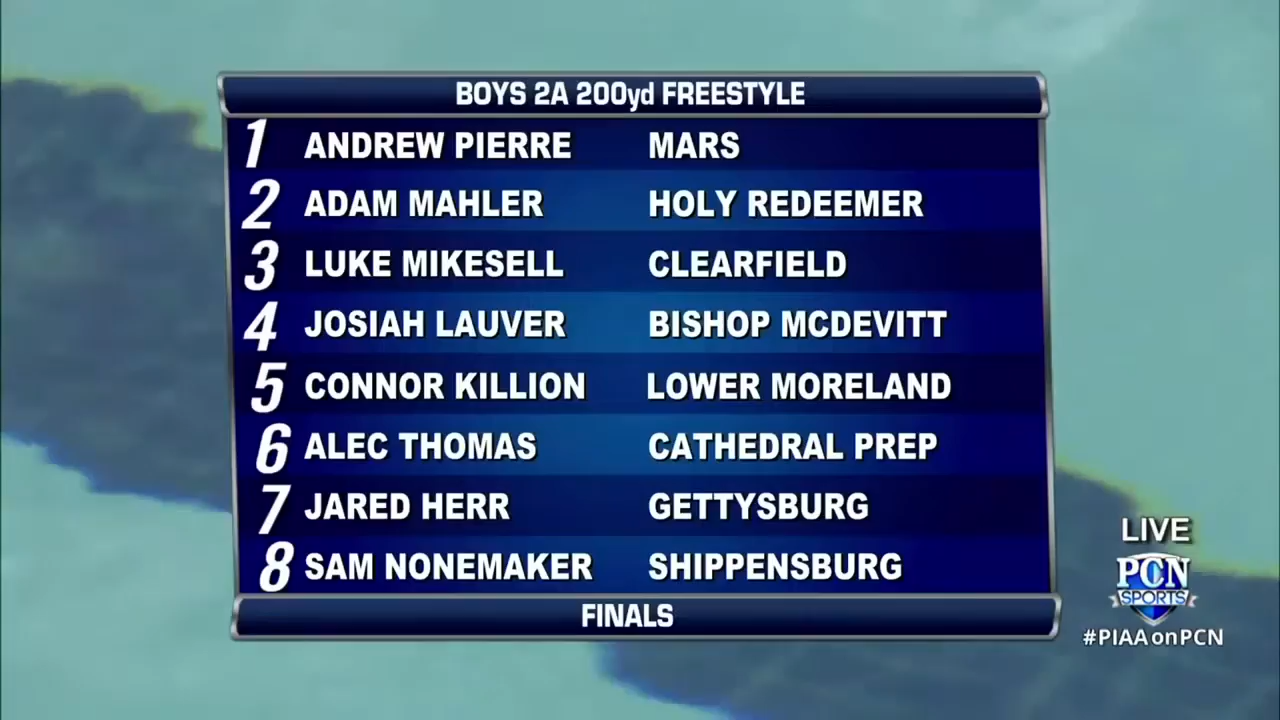 BOYS 2A 200yd FREESTYLE
1 ANDREW PIERRE MARS
2 ADAM MAHLER HOLY REDEEMER
3 LUKE MIKESELL CLEARFIELD
4 JOSIAH LAUVER BISHOP MCDEVITT
5 CONNOR KILLION LOWER MORELAND
6 ALEC THOMAS CATHEDRAL PREP
7 JARED HERR GETTYSBURG
8 SAM NONEMAKER SHIPPENSBURG
FINALS
LIVE
PCN
SPORTS
#PIAAonPCN